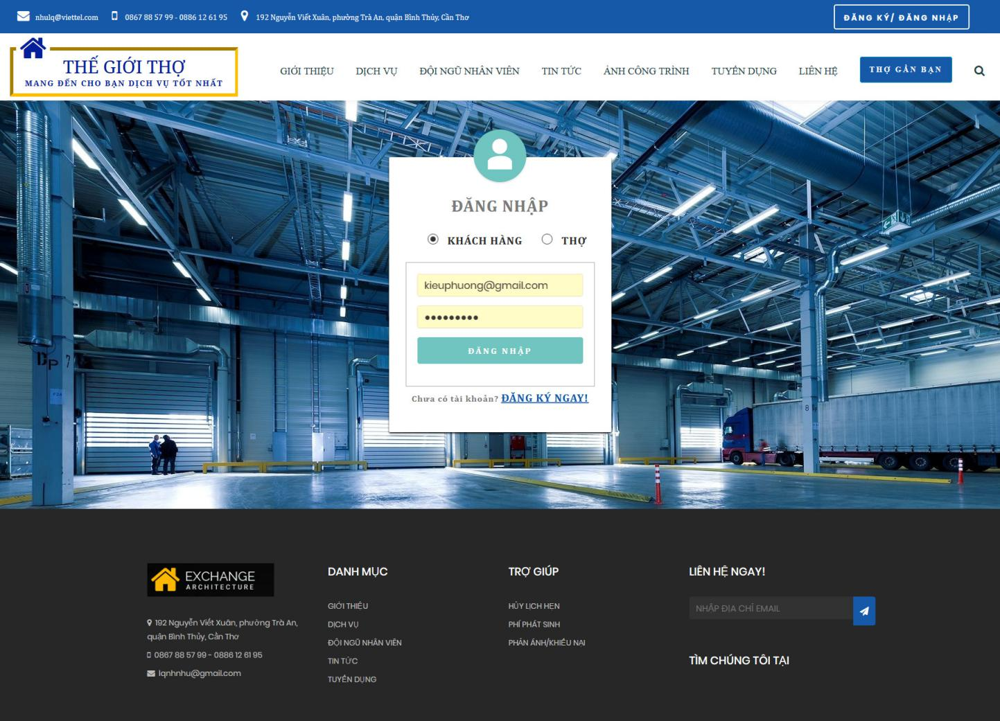 nhulq@viettel.com 0867 88 57 99 - 0886 12 61 95 192 Nguyễn Viết Xuân, phường Trà An, quận Bình Thủy, Cần Thơ
ĐĂNG KÝ/ ĐĂNG NHẬP
THẾ GIỚI THỢ
MANG ĐẾN CHO BẠN DỊCH VỤ TỐT NHẤT
GIỚI THIỆU DỊCH VỤ ĐỘI NGŨ NHÂN VIÊN TIN TỨC ẢNH CÔNG TRÌNH TUYỂN DỤNG LIÊN HỆ THỢ GẦN BẠN
ĐĂNG NHẬP
KHÁCH HÀNG THỢ
kieuphuong@gmail.com
•••••••••
ĐĂNG NHẬP
Chưa có tài khoản? ĐĂNG KÝ NGAY!
DP 7
F24
8
EXCHANGE
ARCHITECTURE
192 Nguyễn Viết Xuân, phường Trà An,
quận Bình Thủy, Cần Thơ
0867 88 57 99 - 0886 12 61 95
lqnhnhu@gmail.com
DANH MỤC
GIỚI THIỆU
DỊCH VỤ
ĐỘI NGŨ NHÂN VIÊN
TIN TỨC
TUYỂN DỤNG
TRỢ GIÚP
HỦY LỊCH HẸN
PHÍ PHÁT SINH
PHẢN ÁNH/KHIẾU NẠI
LIÊN HỆ NGAY!
NHẬP ĐỊA CHỈ EMAIL
TÌM CHÚNG TÔI TẠI